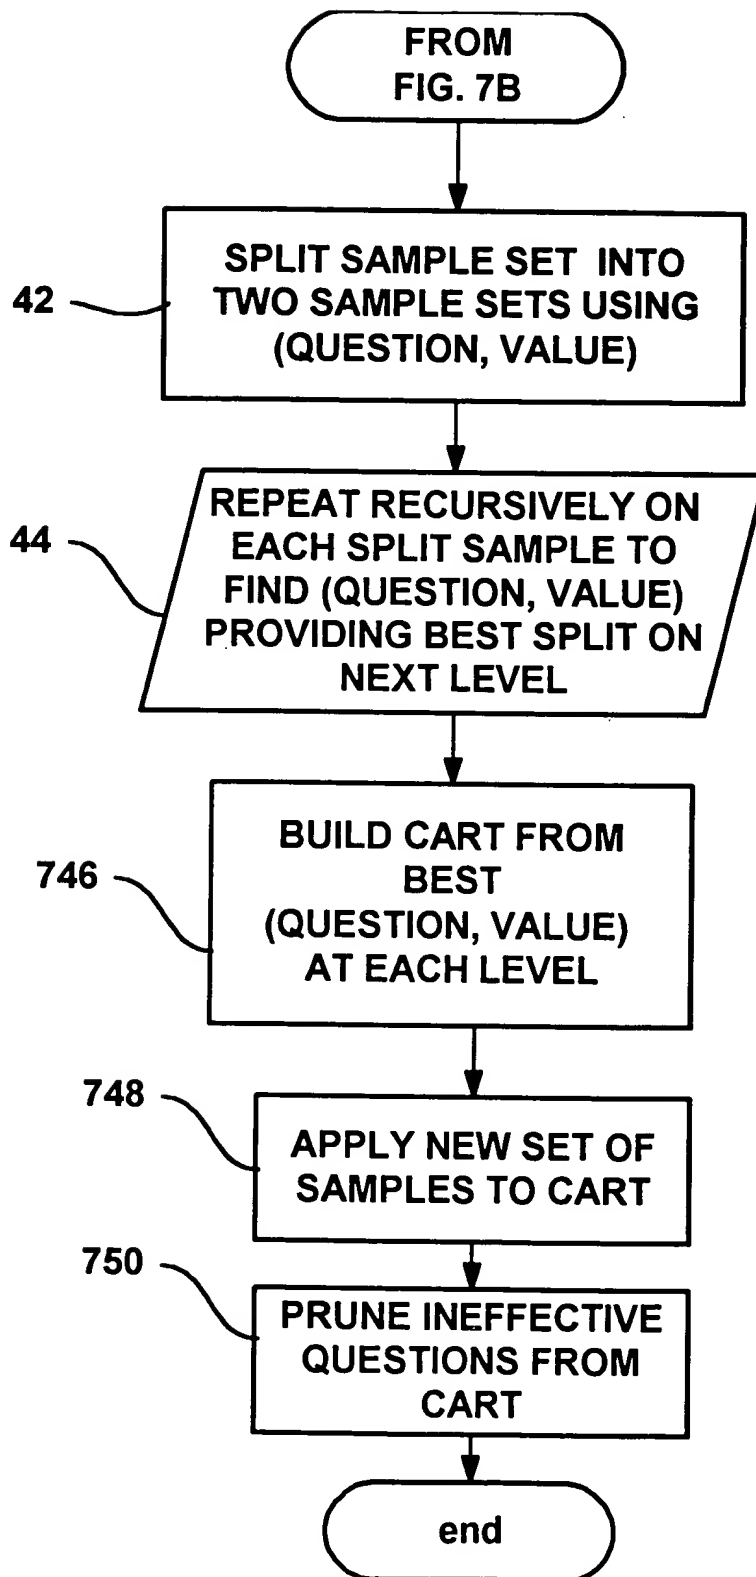 FROM
FIG. 7B
SPLIT SAMPLE SET INTO
TWO SAMPLE SETS USING
(QUESTION, VALUE)
42
REPEAT RECURSIVELY ON
EACH SPLIT SAMPLE TO
FIND (QUESTION, VALUE)
PROVIDING BEST SPLIT ON
NEXT LEVEL
44
BUILD CART FROM
BEST
(QUESTION, VALUE)
AT EACH LEVEL
746
APPLY NEW SET OF
SAMPLES TO CART
748
PRUNE INEFFECTIVE
QUESTIONS FROM
CART
750
end